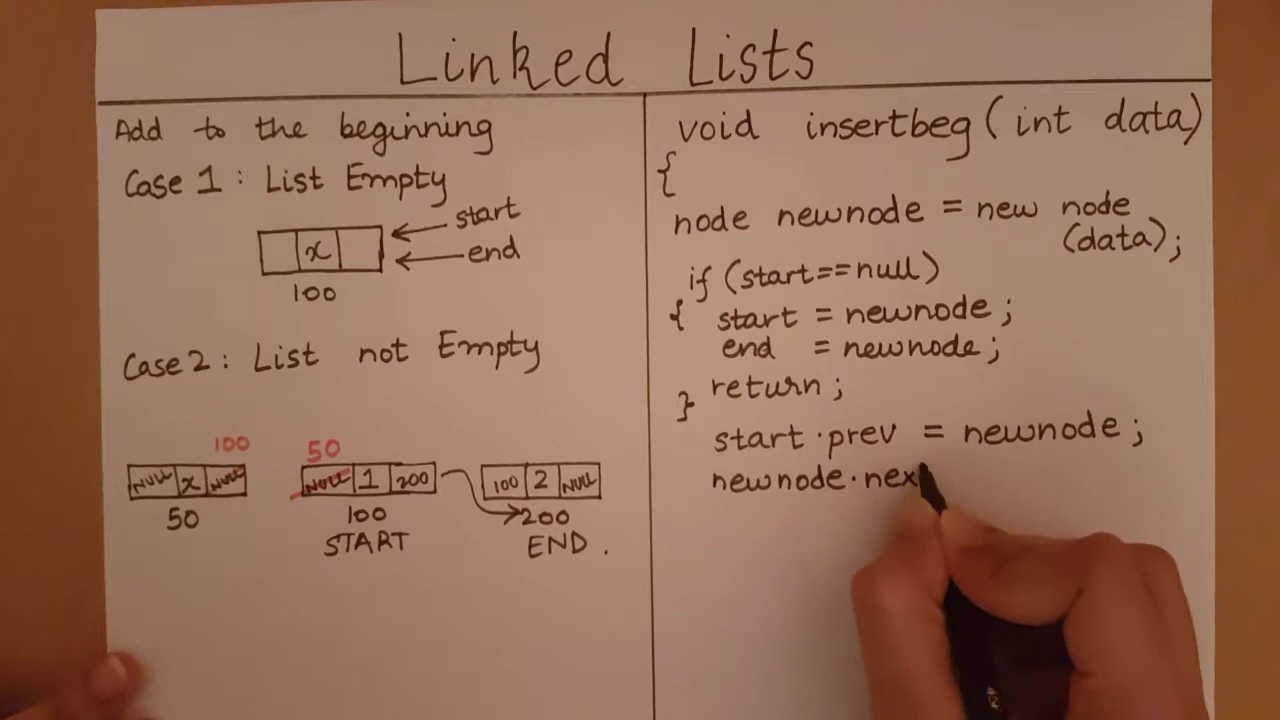 Linked Lists
Add to the beginning
Case 1 : List Empty
start
x
end
100
Case 2 : List not Empty
100
50
NULL x NULL
NULL 1 200
100 2 NULL
50
100
200
START
END .
void insertbeg ( int data)
{
node newnode = new node
(data) ;
if (start==null)
{ start = newnode ;
end = newnode ;
return ;
}
start.prev = newnode ;
newnode.nex